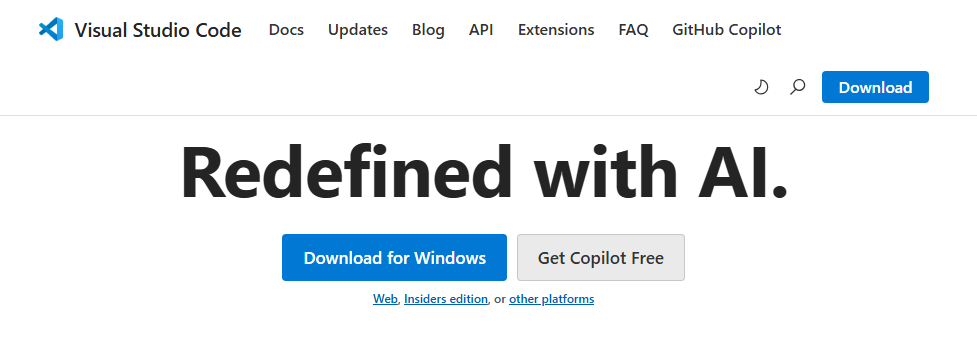 Visual Studio Code Docs Updates Blog API Extensions FAQ GitHub Copilot
Download
Redefined with AI.
Download for Windows Get Copilot Free
Web, Insiders edition, or other platforms